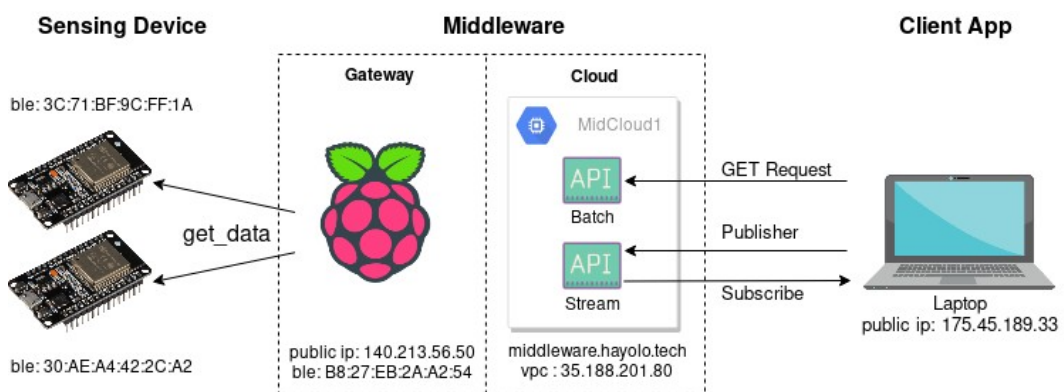 Sensing Device
Middleware
Client App
Gateway
Cloud
ble: 3C:71:BF:9C:FF:1A
MidCloud1
API
Batch
GET Request
get_data
Publisher
API
Stream
Subscribe
Laptop
public ip: 175.45.189.33
ble: 30:AE:A4:42:2C:A2
public ip: 140.213.56.50
ble: B8:27:EB:2A:A2:54
middleware.hayolo.tech
vpc : 35.188.201.80